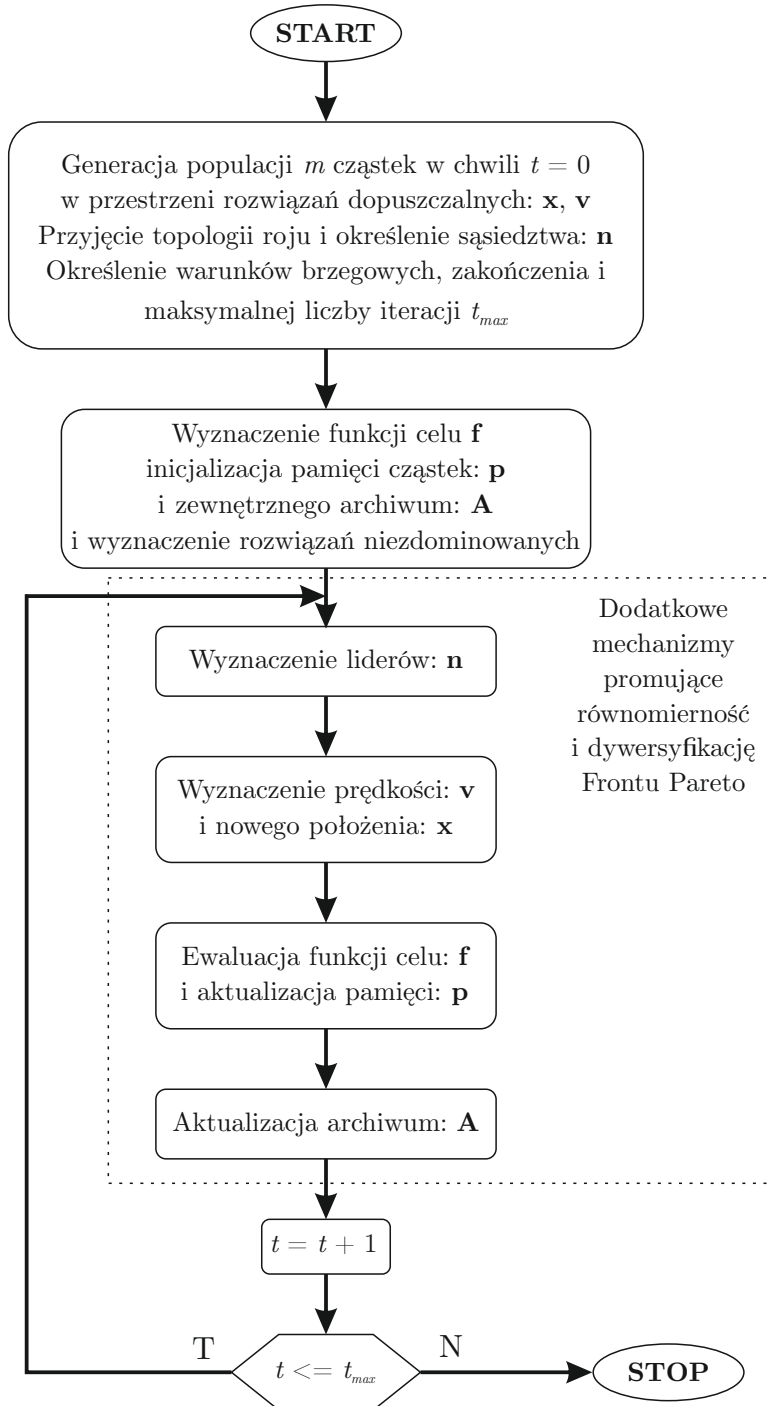 START
Generacja populacji m cząstek w chwili t = 0
w przestrzeni rozwiązań dopuszczalnych: x, v
Przyjęcie topologii roju i określenie sąsiedztwa: n
Określenie warunków brzegowych, zakończenia i
maksymalnej liczby iteracji t_max
Wyznaczenie funkcji celu f
inicjalizacja pamięci cząstek: p
i zewnętrznego archiwum: A
i wyznaczenie rozwiązań niezdominowanych
Dodatkowe
mechanizmy
promujące
równomierność
i dywersyfikację
Frontu Pareto
Wyznaczenie liderów: n
Wyznaczenie prędkości: v
i nowego położenia: x
Ewaluacja funkcji celu: f
i aktualizacja pamięci: p
Aktualizacja archiwum: A
t = t + 1
T
t <= t_max
N
STOP